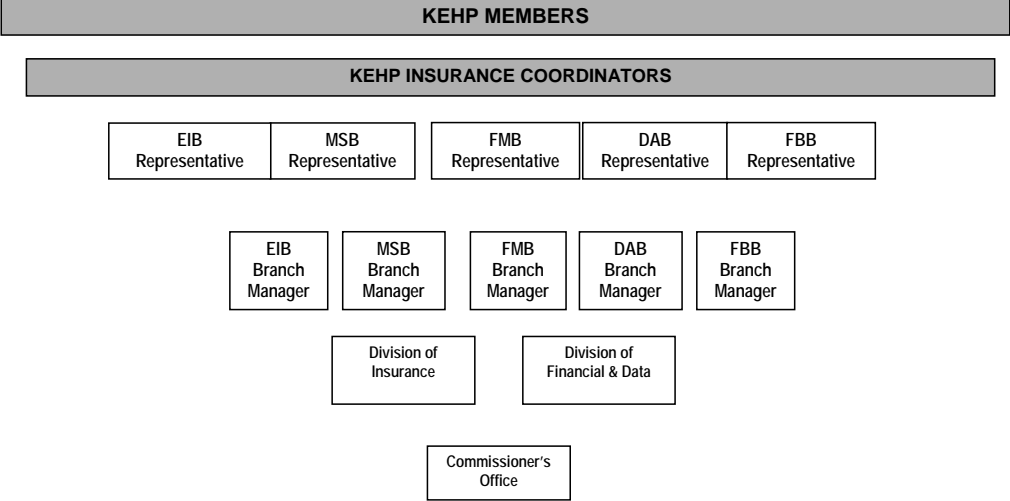 KEHP MEMBERS
KEHP INSURANCE COORDINATORS
EIB
Representative
MSB
Representative
FMB
Representative
DAB
Representative
FBB
Representative
EIB
Branch
Manager
MSB
Branch
Manager
FMB
Branch
Manager
DAB
Branch
Manager
FBB
Branch
Manager
Division of
Insurance
Division of
Financial & Data
Commissioner's
Office